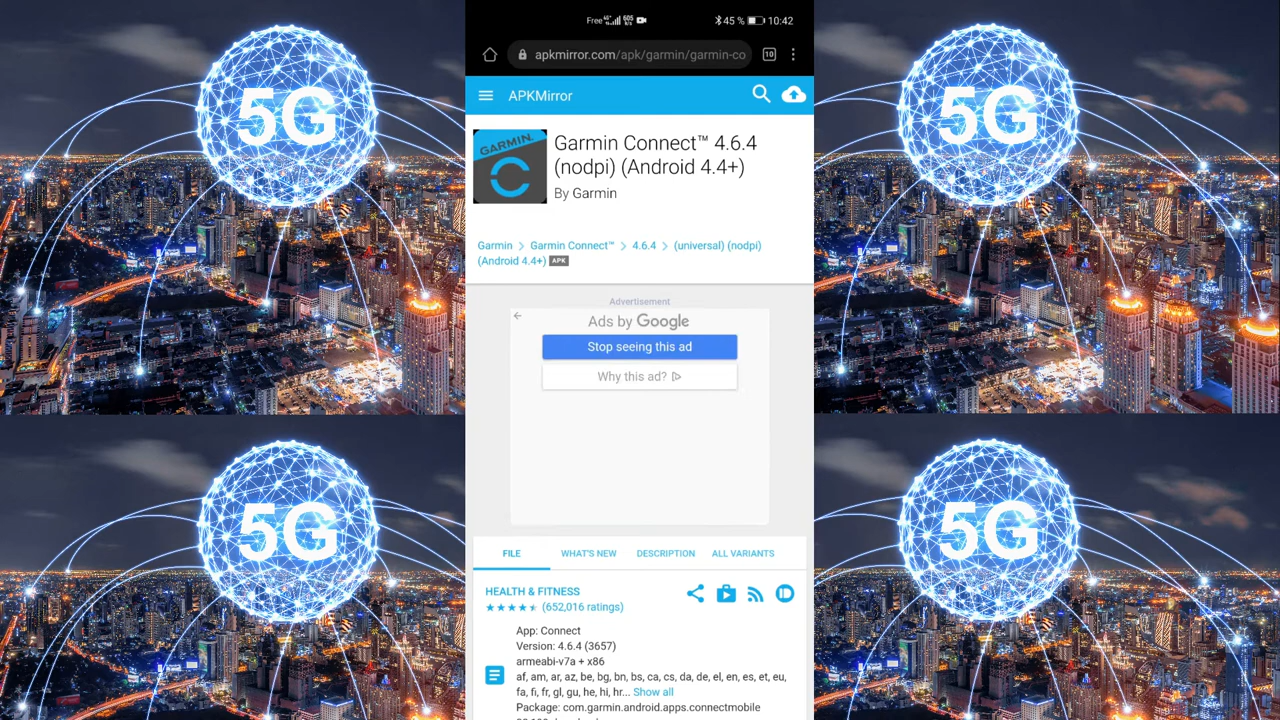 5G
5G
5G
5G
Free 4G 605 B/s
45 % 10:42
apkmirror.com/apk/garmin/garmin-co
10
APKMirror
GARMIN.
Garmin Connect™ 4.6.4
(nodpi) (Android 4.4+)
By Garmin
Garmin > Garmin Connect™ > 4.6.4 > (universal) (nodpi)
(Android 4.4+) APK
Advertisement
Ads by Google
Stop seeing this ad
Why this ad?
FILE WHAT'S NEW DESCRIPTION ALL VARIANTS
HEALTH & FITNESS
(652,016 ratings)
App: Connect
Version: 4.6.4 (3657)
armeabi-v7a + x86
af, am, ar, az, be, bg, bn, bs, ca, cs, da, de, el, en, es, et, eu,
fa, fi, fr, gl, gu, he, hi, hr... Show all
Package: com.garmin.android.apps.connectmobile